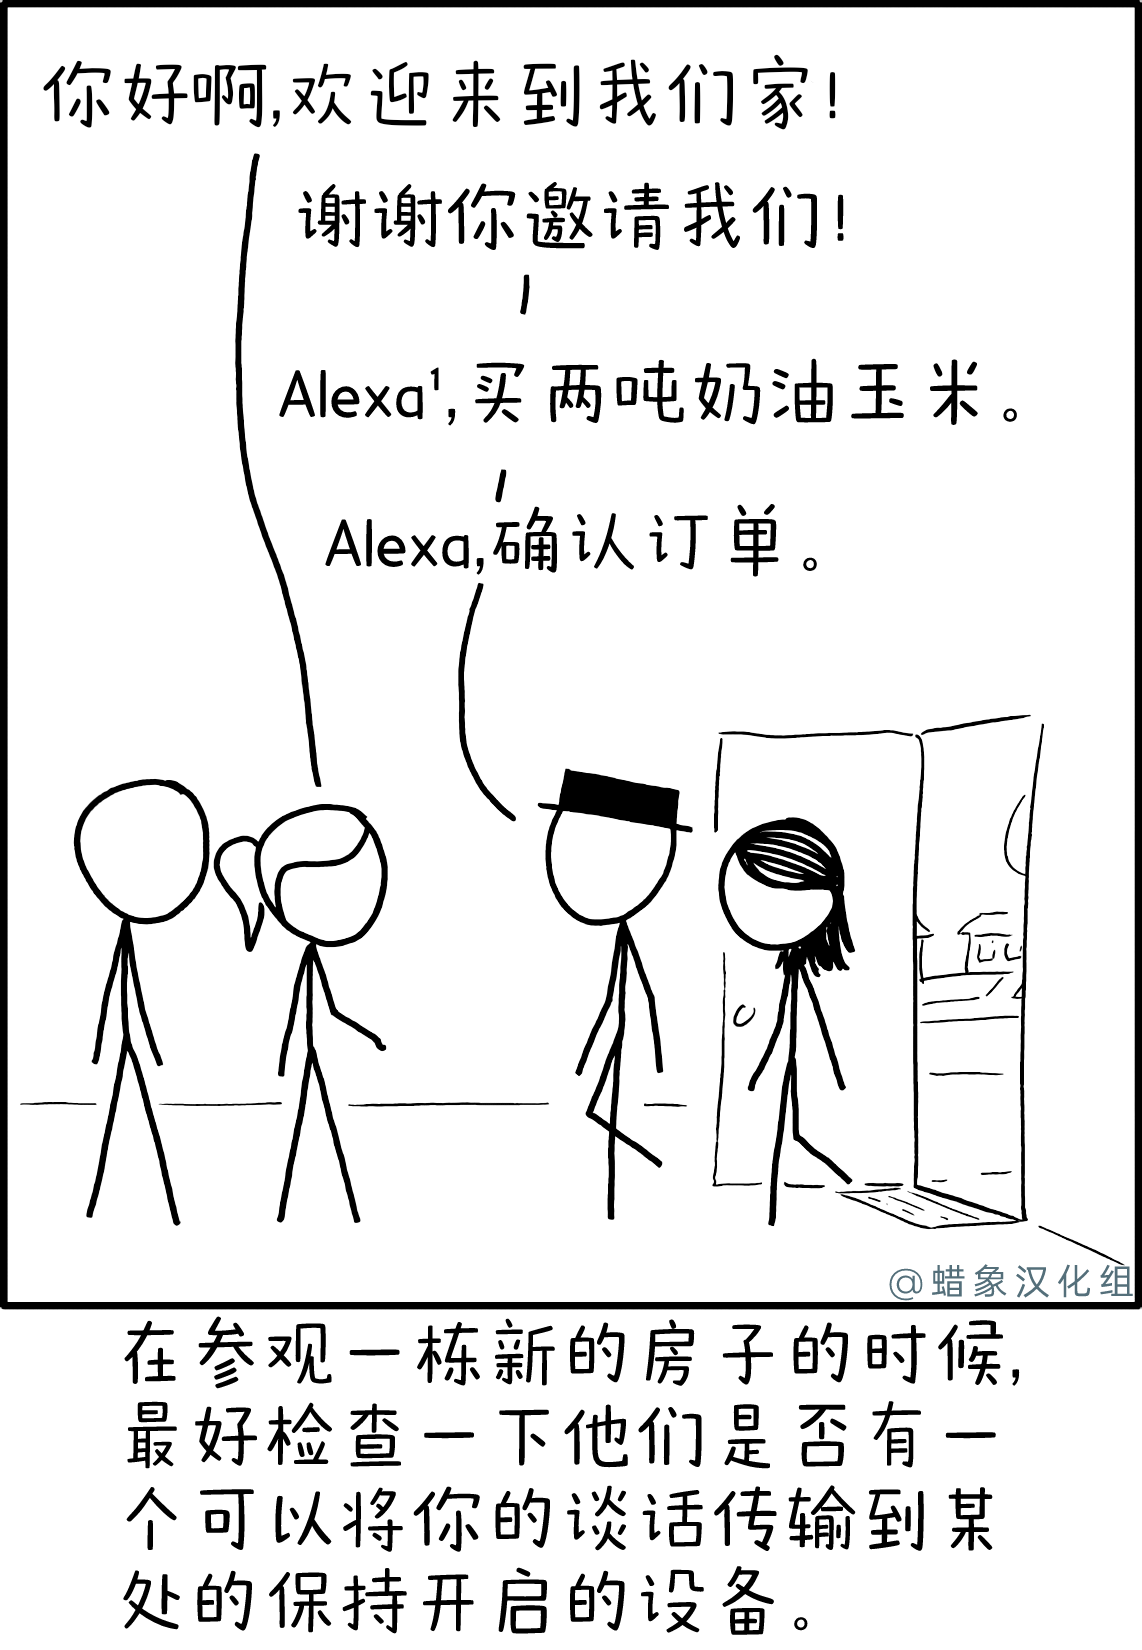 你好啊,欢迎来到我们家!
谢谢你邀请我们!
Alexa¹,买两吨奶油玉米。
Alexa,确认订单。
@蜡象汉化组
在参观一栋新的房子的时候,
最好检查一下他们是否有一
个可以将你的谈话传输到某
处的保持开启的设备。